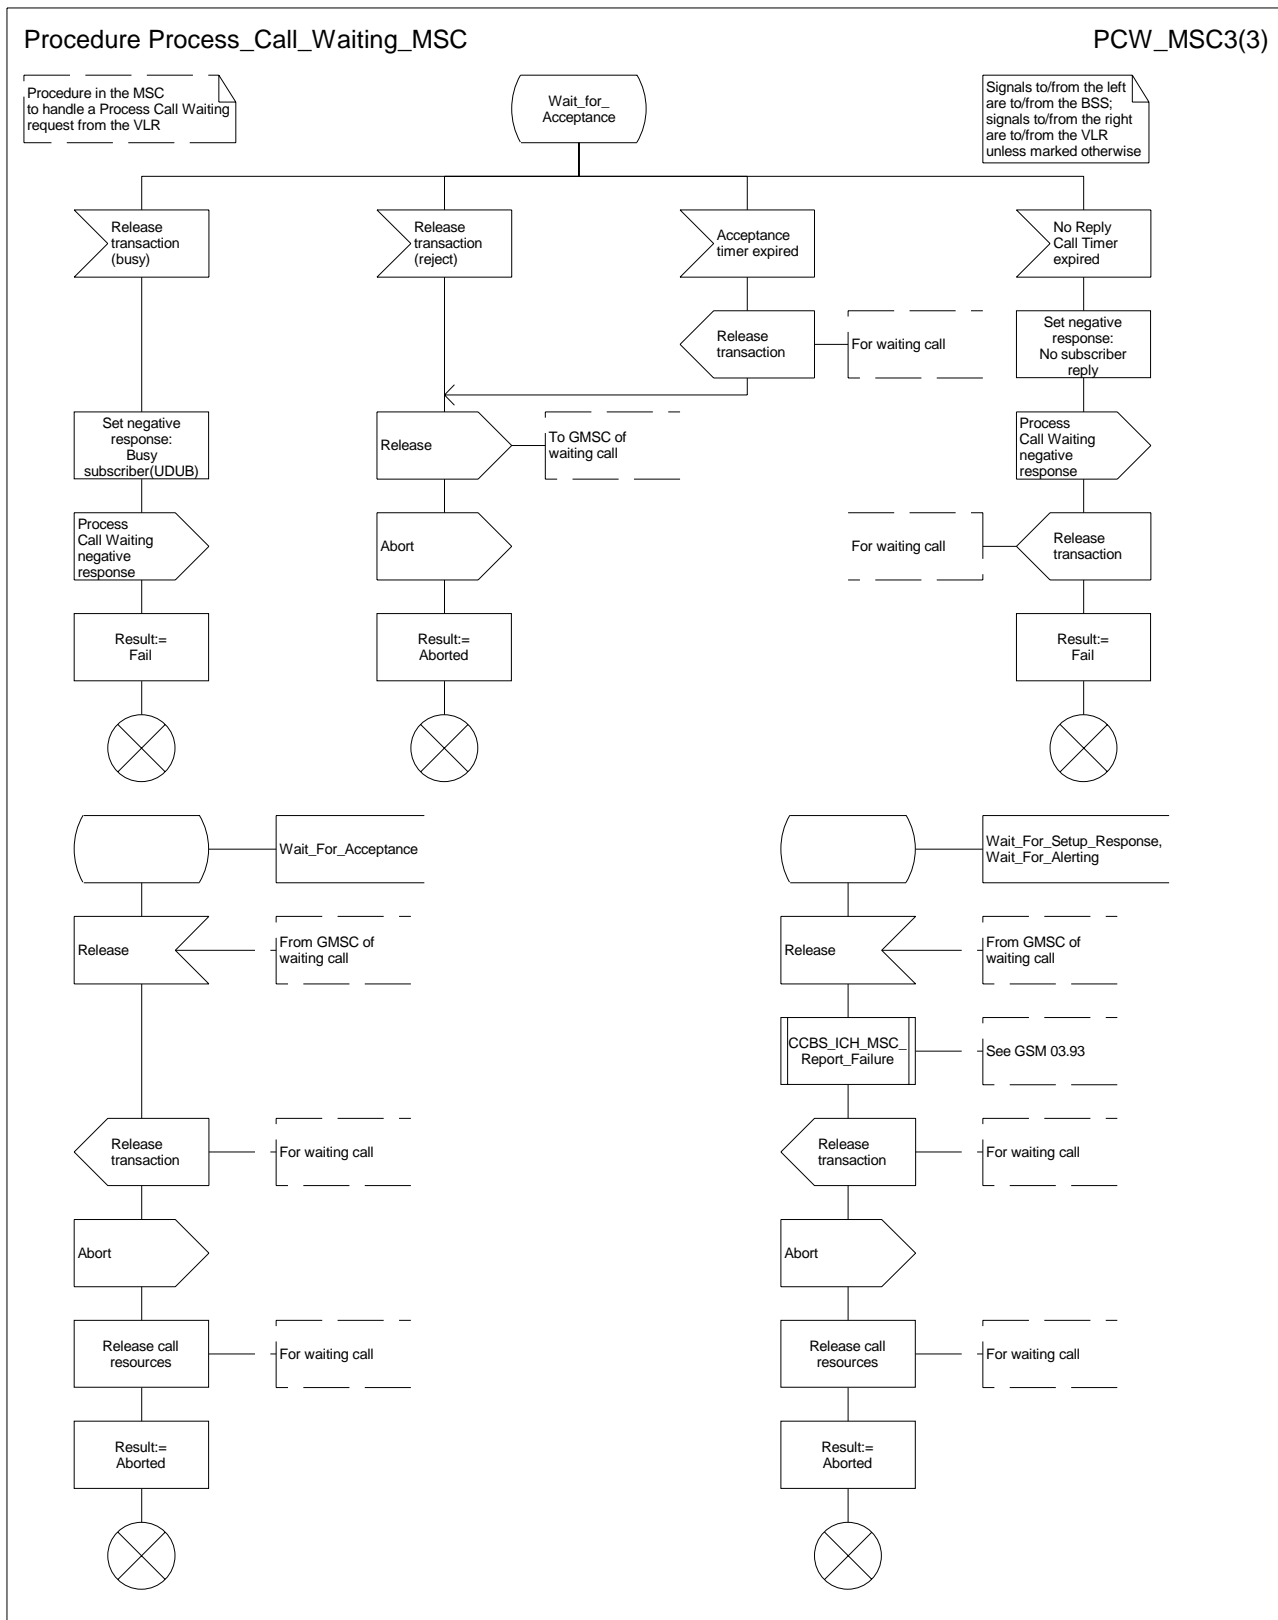 Procedure Process_Call_Waiting_MSC
PCW_MSC3(3)
Procedure in the MSC
to handle a Process Call Waiting
request from the VLR
Wait_for_
Acceptance
Signals to/from the left
are to/from the BSS;
signals to/from the right
are to/from the VLR
unless marked otherwise
Release
transaction
(busy)
Release
transaction
(reject)
Acceptance
timer expired
No Reply
Call Timer
expired
Release
transaction
For waiting call
Set negative
response:
No subscriber
reply
Set negative
response:
Busy
subscriber(UDUB)
Release
To GMSC of
waiting call
Process
Call Waiting
negative
response
Process
Call Waiting
negative
response
Abort
For waiting call
Release
transaction
Result:=
Fail
Result:=
Aborted
Result:=
Fail
Wait_For_Acceptance
Wait_For_Setup_Response,
Wait_For_Alerting
Release
From GMSC of
waiting call
Release
From GMSC of
waiting call
CCBS_ICH_MSC_
Report_Failure
See GSM 03.93
Release
transaction
For waiting call
Release
transaction
For waiting call
Abort
Abort
Release call
resources
For waiting call
Release call
resources
For waiting call
Result:=
Aborted
Result:=
Aborted